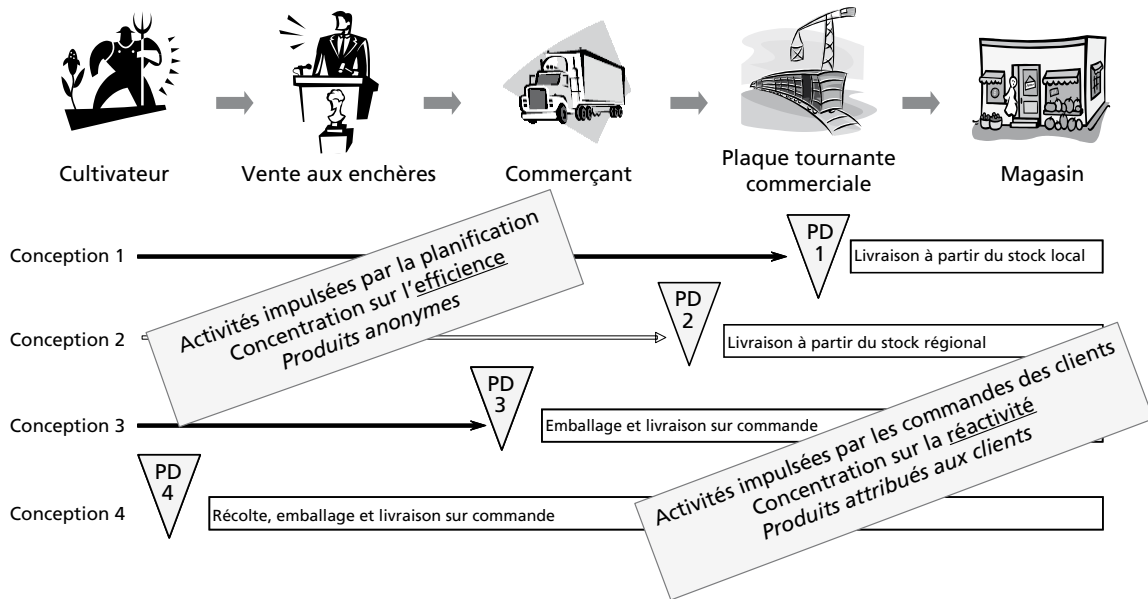 Cultivateur
Vente aux enchères
Commerçant
Plaque tournante
commerciale
Magasin
Conception 1
Activités impulsées par la planification
Concentration sur l'efficience
Produits anonymes
PD
1
Livraison à partir du stock local
Conception 2
PD
2
Livraison à partir du stock régional
Conception 3
PD
3
Emballage et livraison sur commande
Activités impulsées par les commandes des clients
Concentration sur la réactivité
Produits attribués aux clients
PD
4
Conception 4
Récolte, emballage et livraison sur commande